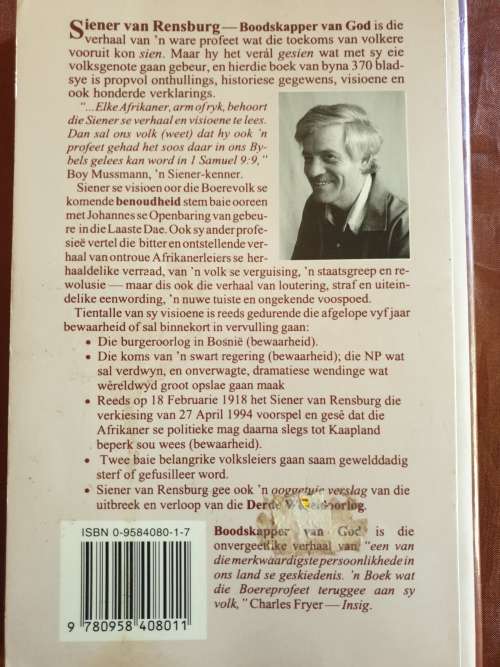 Siener van Rensburg — Boodskapper van God is die
verhaal van 'n ware profeet wat die toekoms van volkere
vooruit kon sien. Maar hy het verál gesien wat met sy eie
volksgenote gaan gebeur, en hierdie boek van byna 370 blad-
sye is propvol onthullings, historiese gegewens, visioene en
ook honderde verklarings.
"...Elke Afrikaner, arm of ryk, behoort
die Siener se verhaal en visioene te lees.
Dan sal ons volk (weet) dat hy ook 'n
profeet gehad het soos daar in ons By-
bels gelees kan word in 1 Samuel 9:9,"
Boy Mussmann, 'n Siener-kenner.
Siener se visioen oor die Boerevolk se
komende benoudheid stem baie ooreen
met Johannes se Openbaring van gebeu-
re in die Laaste Dae. Ook sy ander profe-
sieë vertel die bitter en ontstellende ver-
haal van ontroue Afrikanerleiers se her-
haaldelike verraad, van 'n volk se verguising, 'n staatsgreep en re-
wolusie — maar dis ook die verhaal van loutering, straf en uitein-
delike eenwording, 'n nuwe tuiste en ongekende voospoed.
Tientalle van sy visioene is reeds gedurende die afgelope vyf jaar
bewaarheid of sal binnekort in vervulling gaan:
• Die burgeroorlog in Bosnië (bewaarheid).
• Die koms van 'n swart regering (bewaarheid); die NP wat
sal verdwyn, en onverwagte, dramatiese wendinge wat
wêreldwyd groot opslae gaan maak
• Reeds op 18 Februarie 1918 het Siener van Rensburg die
verkiesing van 27 April 1994 voorspel en gesê dat die
Afrikaner se politieke mag daarna slegs tot Kaapland
beperk sou wees (bewaarheid).
• Twee baie belangrike volksleiers gaan saam gewelddadig
sterf of gefusilleer word.
• Siener van Rensburg gee ook 'n ooggetuie verslag van die
uitbreek en verloop van die Derde Wêreldoorlog.
Boodskapper van God is die
onvergeetlike verhaal van "een van
die merkwaardigste persoonlikhede in
ons land se geskiedenis. 'n Boek wat
die Boereprofeet teruggee aan sy
volk," Charles Fryer — Insig.
ISBN 0-9584080-1-7
9 780958 408011